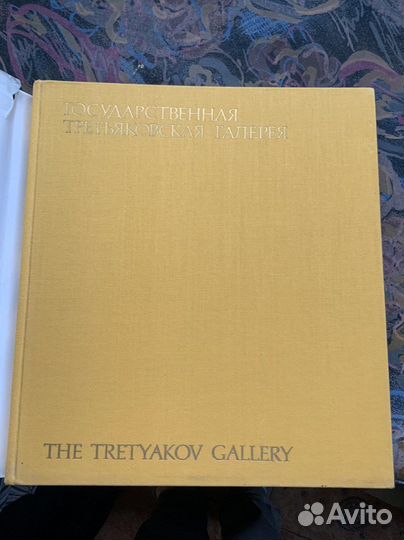 ГОСУДАРСТВЕННАЯ
ТРЕТЬЯКОВСКАЯ ГАЛЕРЕЯ
THE TRETYAKOV GALLERY
Avito